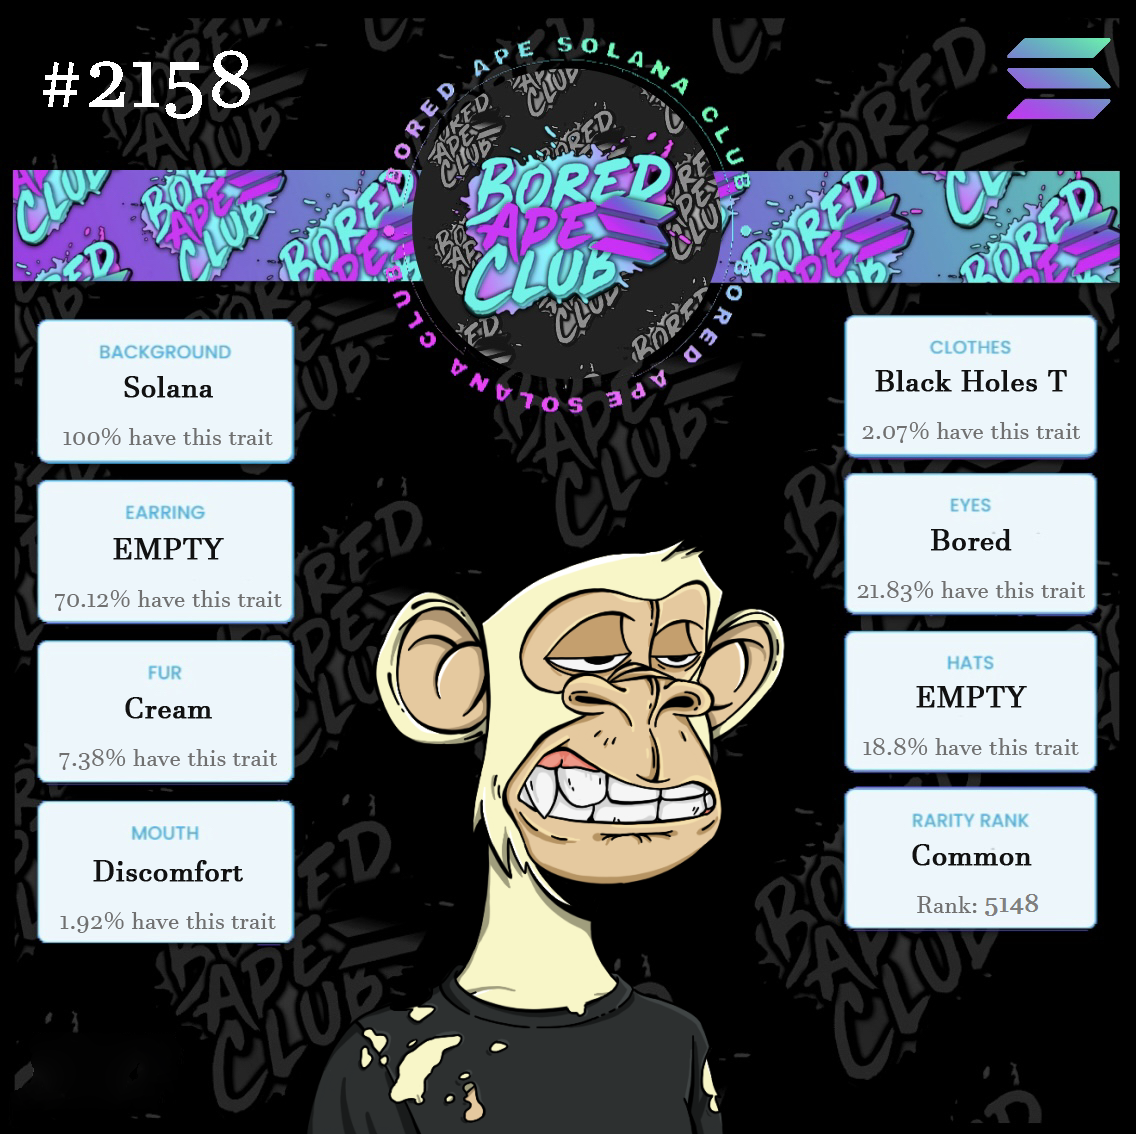 #2158
BORED APE SOLANA CLUB
BORED APE SOLANA CLUB
BORED
APE
CLUB
BACKGROUND
Solana
100% have this trait
EARRING
EMPTY
70.12% have this trait
FUR
Cream
7.38% have this trait
MOUTH
Discomfort
1.92% have this trait
CLOTHES
Black Holes T
2.07% have this trait
EYES
Bored
21.83% have this trait
HATS
EMPTY
18.8% have this trait
RARITY RANK
Common
Rank: 5148